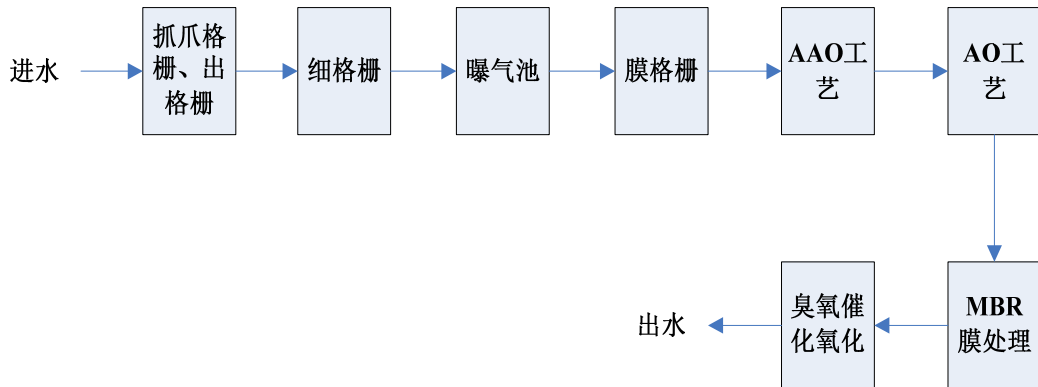 进水
抓爪格
栅、出
格栅
细格栅
曝气池
膜格栅
AAO工
艺
AO工
艺
MBR
膜处理
臭氧催
化氧化
出水